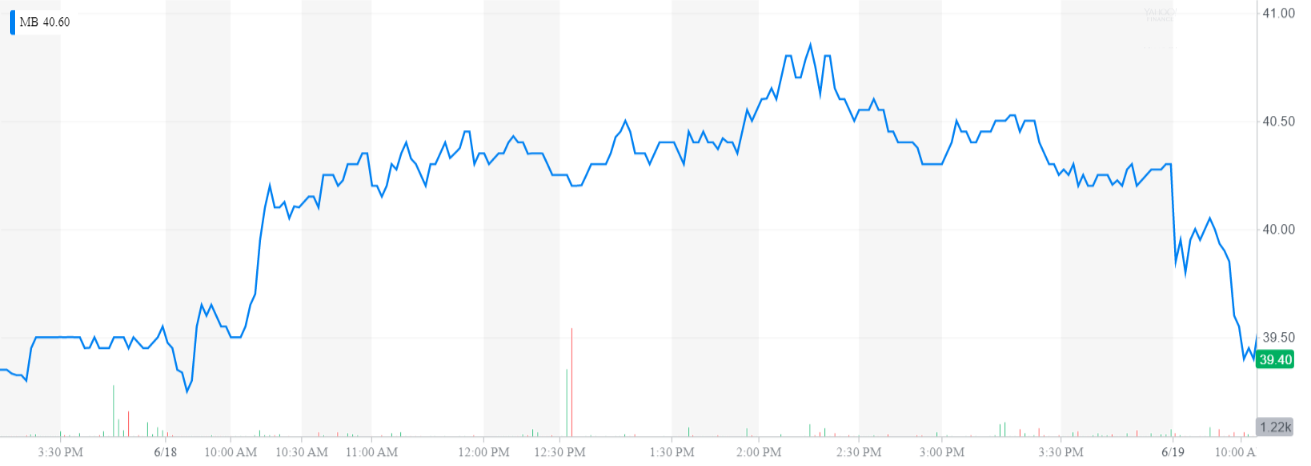 MB 40.60
YAHOO!
FINANCE
41.00
40.50
40.00
39.50
39.40
1.22k
3:30 PM
6/18
10:00 AM
10:30 AM
11:00 AM
12:00 PM
12:30 PM
1:30 PM
2:00 PM
2:30 PM
3:00 PM
3:30 PM
6/19
10:00 A